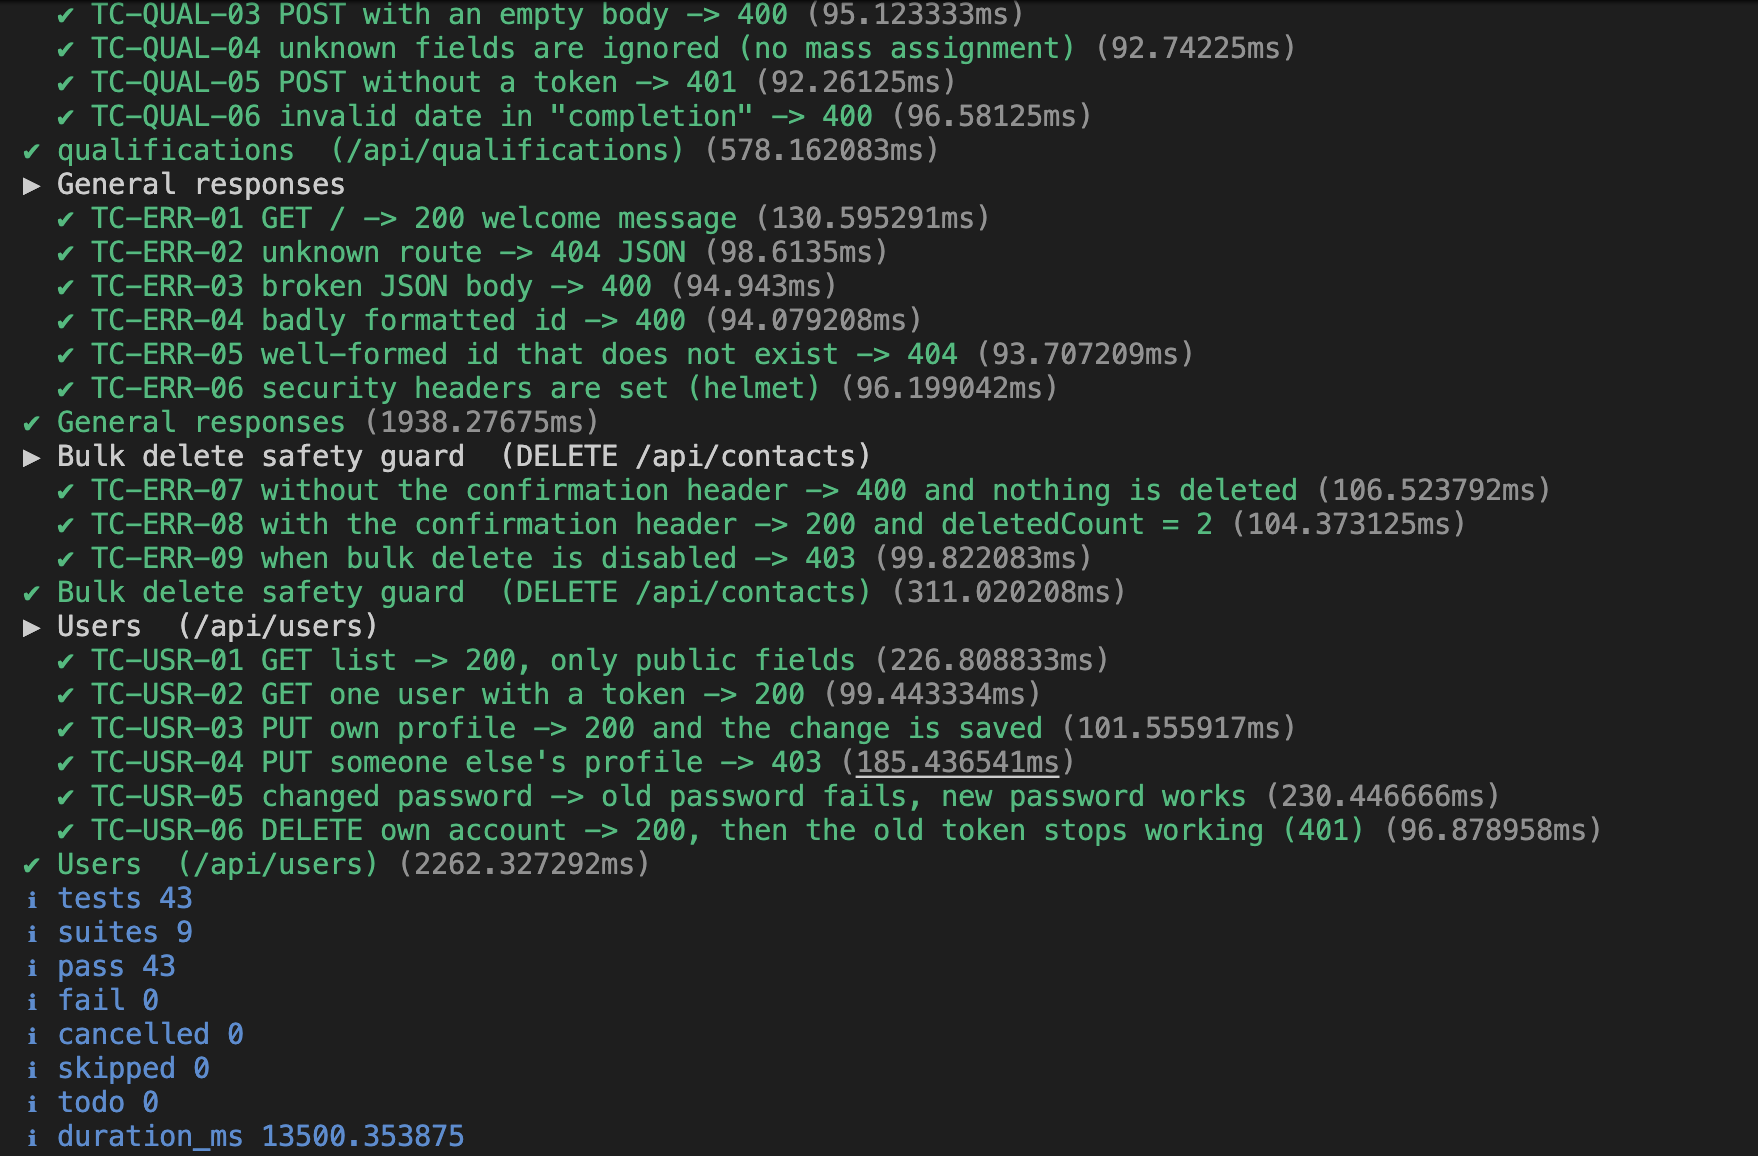 ✔ TC-QUAL-03 POST with an empty body -> 400 (95.123333ms)
✔ TC-QUAL-04 unknown fields are ignored (no mass assignment) (92.74225ms)
✔ TC-QUAL-05 POST without a token -> 401 (92.26125ms)
✔ TC-QUAL-06 invalid date in "completion" -> 400 (96.58125ms)
✔ qualifications  (/api/qualifications) (578.162083ms)
▶ General responses
✔ TC-ERR-01 GET / -> 200 welcome message (130.595291ms)
✔ TC-ERR-02 unknown route -> 404 JSON (98.6135ms)
✔ TC-ERR-03 broken JSON body -> 400 (94.943ms)
✔ TC-ERR-04 badly formatted id -> 400 (94.079208ms)
✔ TC-ERR-05 well-formed id that does not exist -> 404 (93.707209ms)
✔ TC-ERR-06 security headers are set (helmet) (96.199042ms)
✔ General responses (1938.27675ms)
▶ Bulk delete safety guard  (DELETE /api/contacts)
✔ TC-ERR-07 without the confirmation header -> 400 and nothing is deleted (106.523792ms)
✔ TC-ERR-08 with the confirmation header -> 200 and deletedCount = 2 (104.373125ms)
✔ TC-ERR-09 when bulk delete is disabled -> 403 (99.822083ms)
✔ Bulk delete safety guard  (DELETE /api/contacts) (311.020208ms)
▶ Users  (/api/users)
✔ TC-USR-01 GET list -> 200, only public fields (226.808833ms)
✔ TC-USR-02 GET one user with a token -> 200 (99.443334ms)
✔ TC-USR-03 PUT own profile -> 200 and the change is saved (101.555917ms)
✔ TC-USR-04 PUT someone else's profile -> 403 (185.436541ms)
✔ TC-USR-05 changed password -> old password fails, new password works (230.446666ms)
✔ TC-USR-06 DELETE own account -> 200, then the old token stops working (401) (96.878958ms)
✔ Users  (/api/users) (2262.327292ms)
ℹ tests 43
ℹ suites 9
ℹ pass 43
ℹ fail 0
ℹ cancelled 0
ℹ skipped 0
ℹ todo 0
ℹ duration_ms 13500.353875